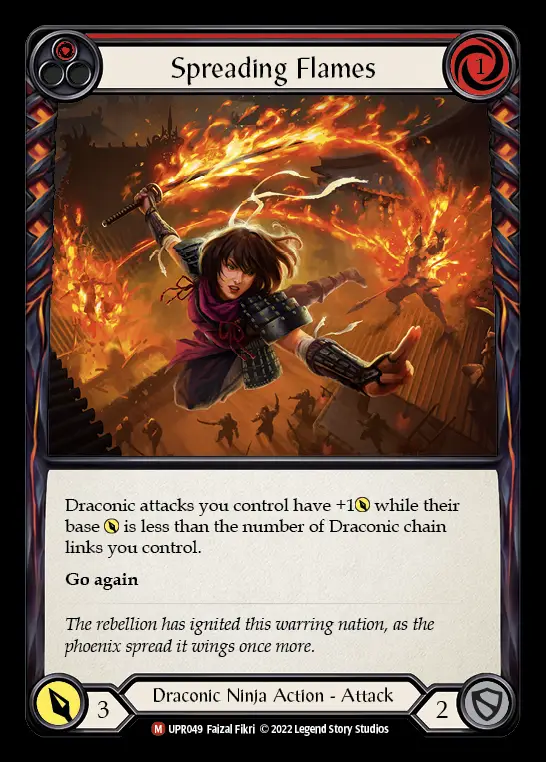 Spreading Flames
1
Draconic attacks you control have +1 while their
base is less than the number of Draconic chain
links you control.
Go again
The rebellion has ignited this warring nation, as the
phoenix spread it wings once more.
3
Draconic Ninja Action - Attack
2
M UPR049 Faizal Fikri © 2022 Legend Story Studios